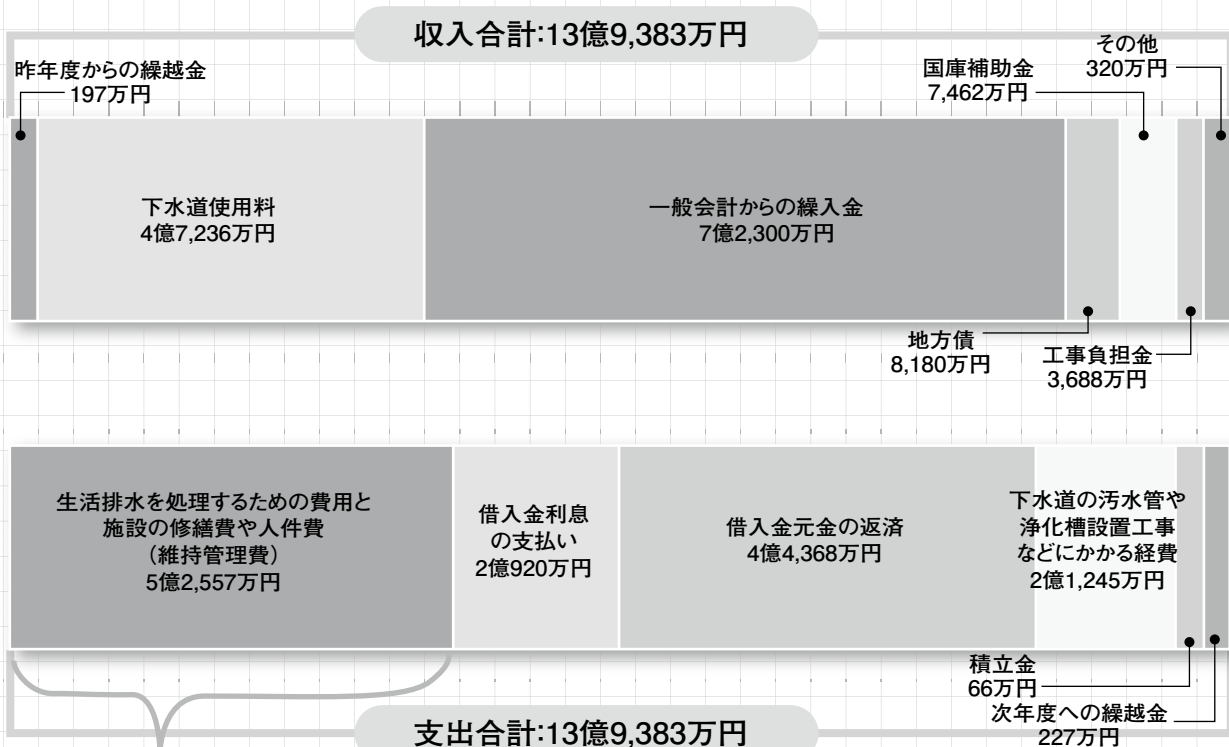 収入合計:13億9,383万円
昨年度からの繰越金
197万円
国庫補助金
7,462万円
その他
320万円
下水道使用料
4億7,236万円
一般会計からの繰入金
7億2,300万円
地方債
8,180万円
工事負担金
3,688万円
生活排水を処理するための費用と
施設の修繕費や人件費
（維持管理費）
5億2,557万円
借入金利息
の支払い
2億920万円
借入金元金の返済
4億4,368万円
下水道の汚水管や
浄化槽設置工事
などにかかる経費
2億1,245万円
積立金
66万円
次年度への繰越金
227万円
支出合計:13億9,383万円